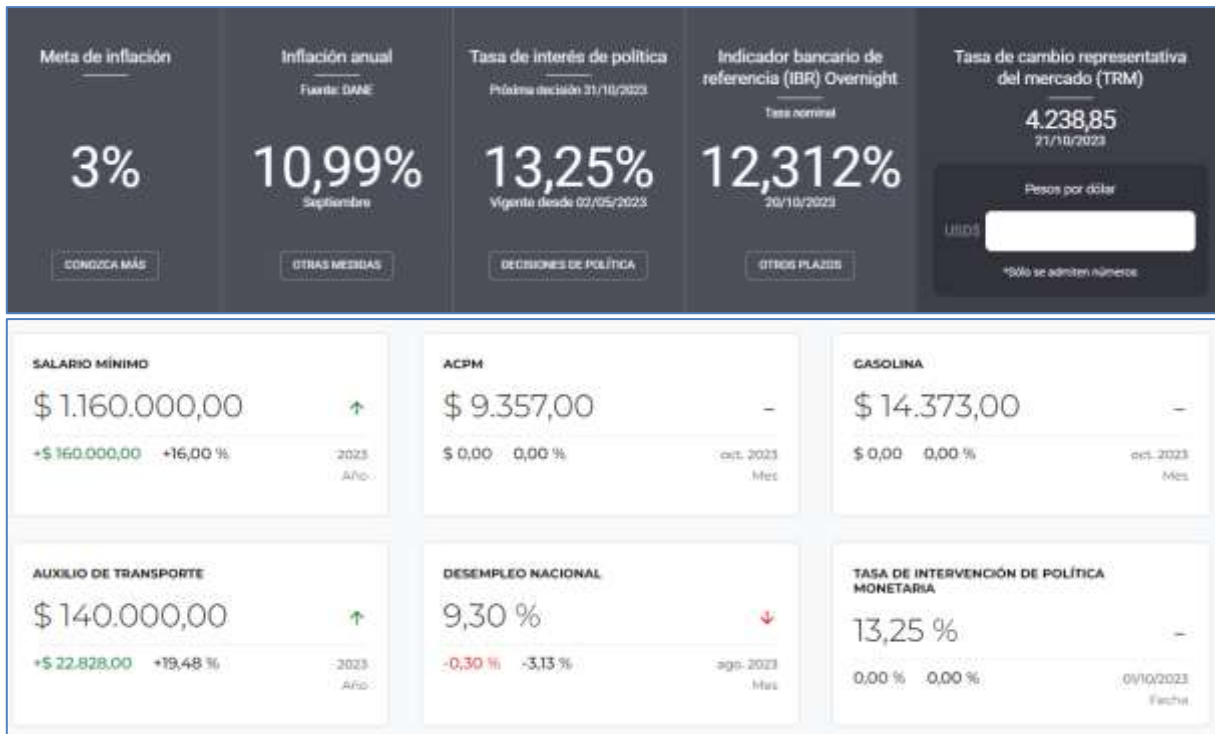 Meta de inflación
3%
CONOZCA MÁS
Inflación anual
Fuente: DANE
10,99%
Septiembre
OTRAS MEDIDAS
Tasa de interés de política
Próxima decisión 31/10/2023
13,25%
Vigente desde 02/05/2023
DECISIONES DE POLÍTICA
Indicador bancario de
referencia (IBR) Overnight
Tasa nominal
12,312%
20/10/2023
OTROS PLAZOS
Tasa de cambio representativa
del mercado (TRM)
4.238,85
21/10/2023
Pesos por dólar
USD$
*Sólo se admiten números
SALARIO MÍNIMO
$ 1.160.000,00 ↑
+$ 160.000,00 +16,00 % 2023
Año
ACPM
$ 9.357,00 –
$ 0,00 0,00 % oct. 2023
Mes
GASOLINA
$ 14.373,00 –
$ 0,00 0,00 % oct. 2023
Mes
AUXILIO DE TRANSPORTE
$ 140.000,00 ↑
+$ 22.828,00 +19,48 % 2023
Año
DESEMPLEO NACIONAL
9,30 % ↓
-0,30 % -3,13 % ago. 2023
Mes
TASA DE INTERVENCIÓN DE POLÍTICA
MONETARIA
13,25 % –
0,00 % 0,00 % 01/10/2023
Fecha